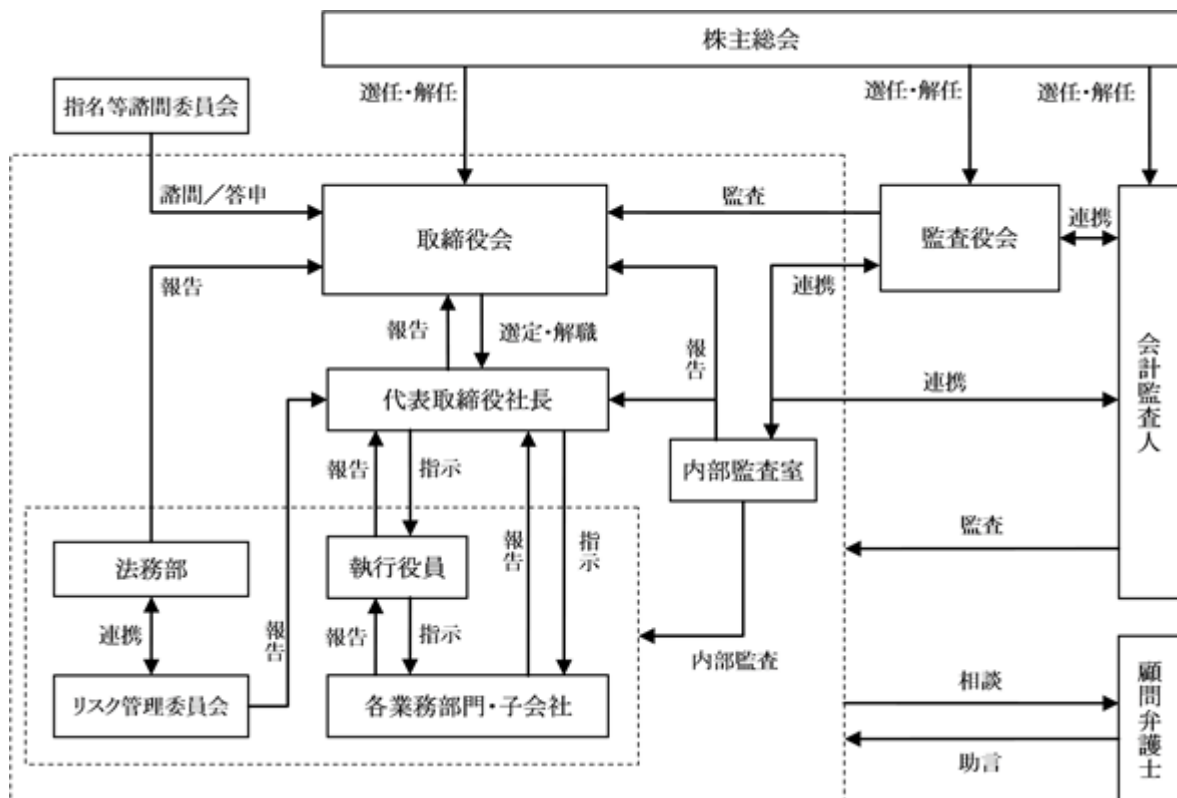 株主総会
指名等諮問委員会
選任・解任
選任・解任
選任・解任
諮問／答申
取締役会
監査
監査役会
連携
報告
連携
報告
選定・解職
報告
代表取締役社長
連携
会計監査人
報告
指示
内部監査室
法務部
執行役員
報告
指示
監査
連携
報告
報告
指示
内部監査
リスク管理委員会
各業務部門・子会社
相談
助言
顧問弁護士